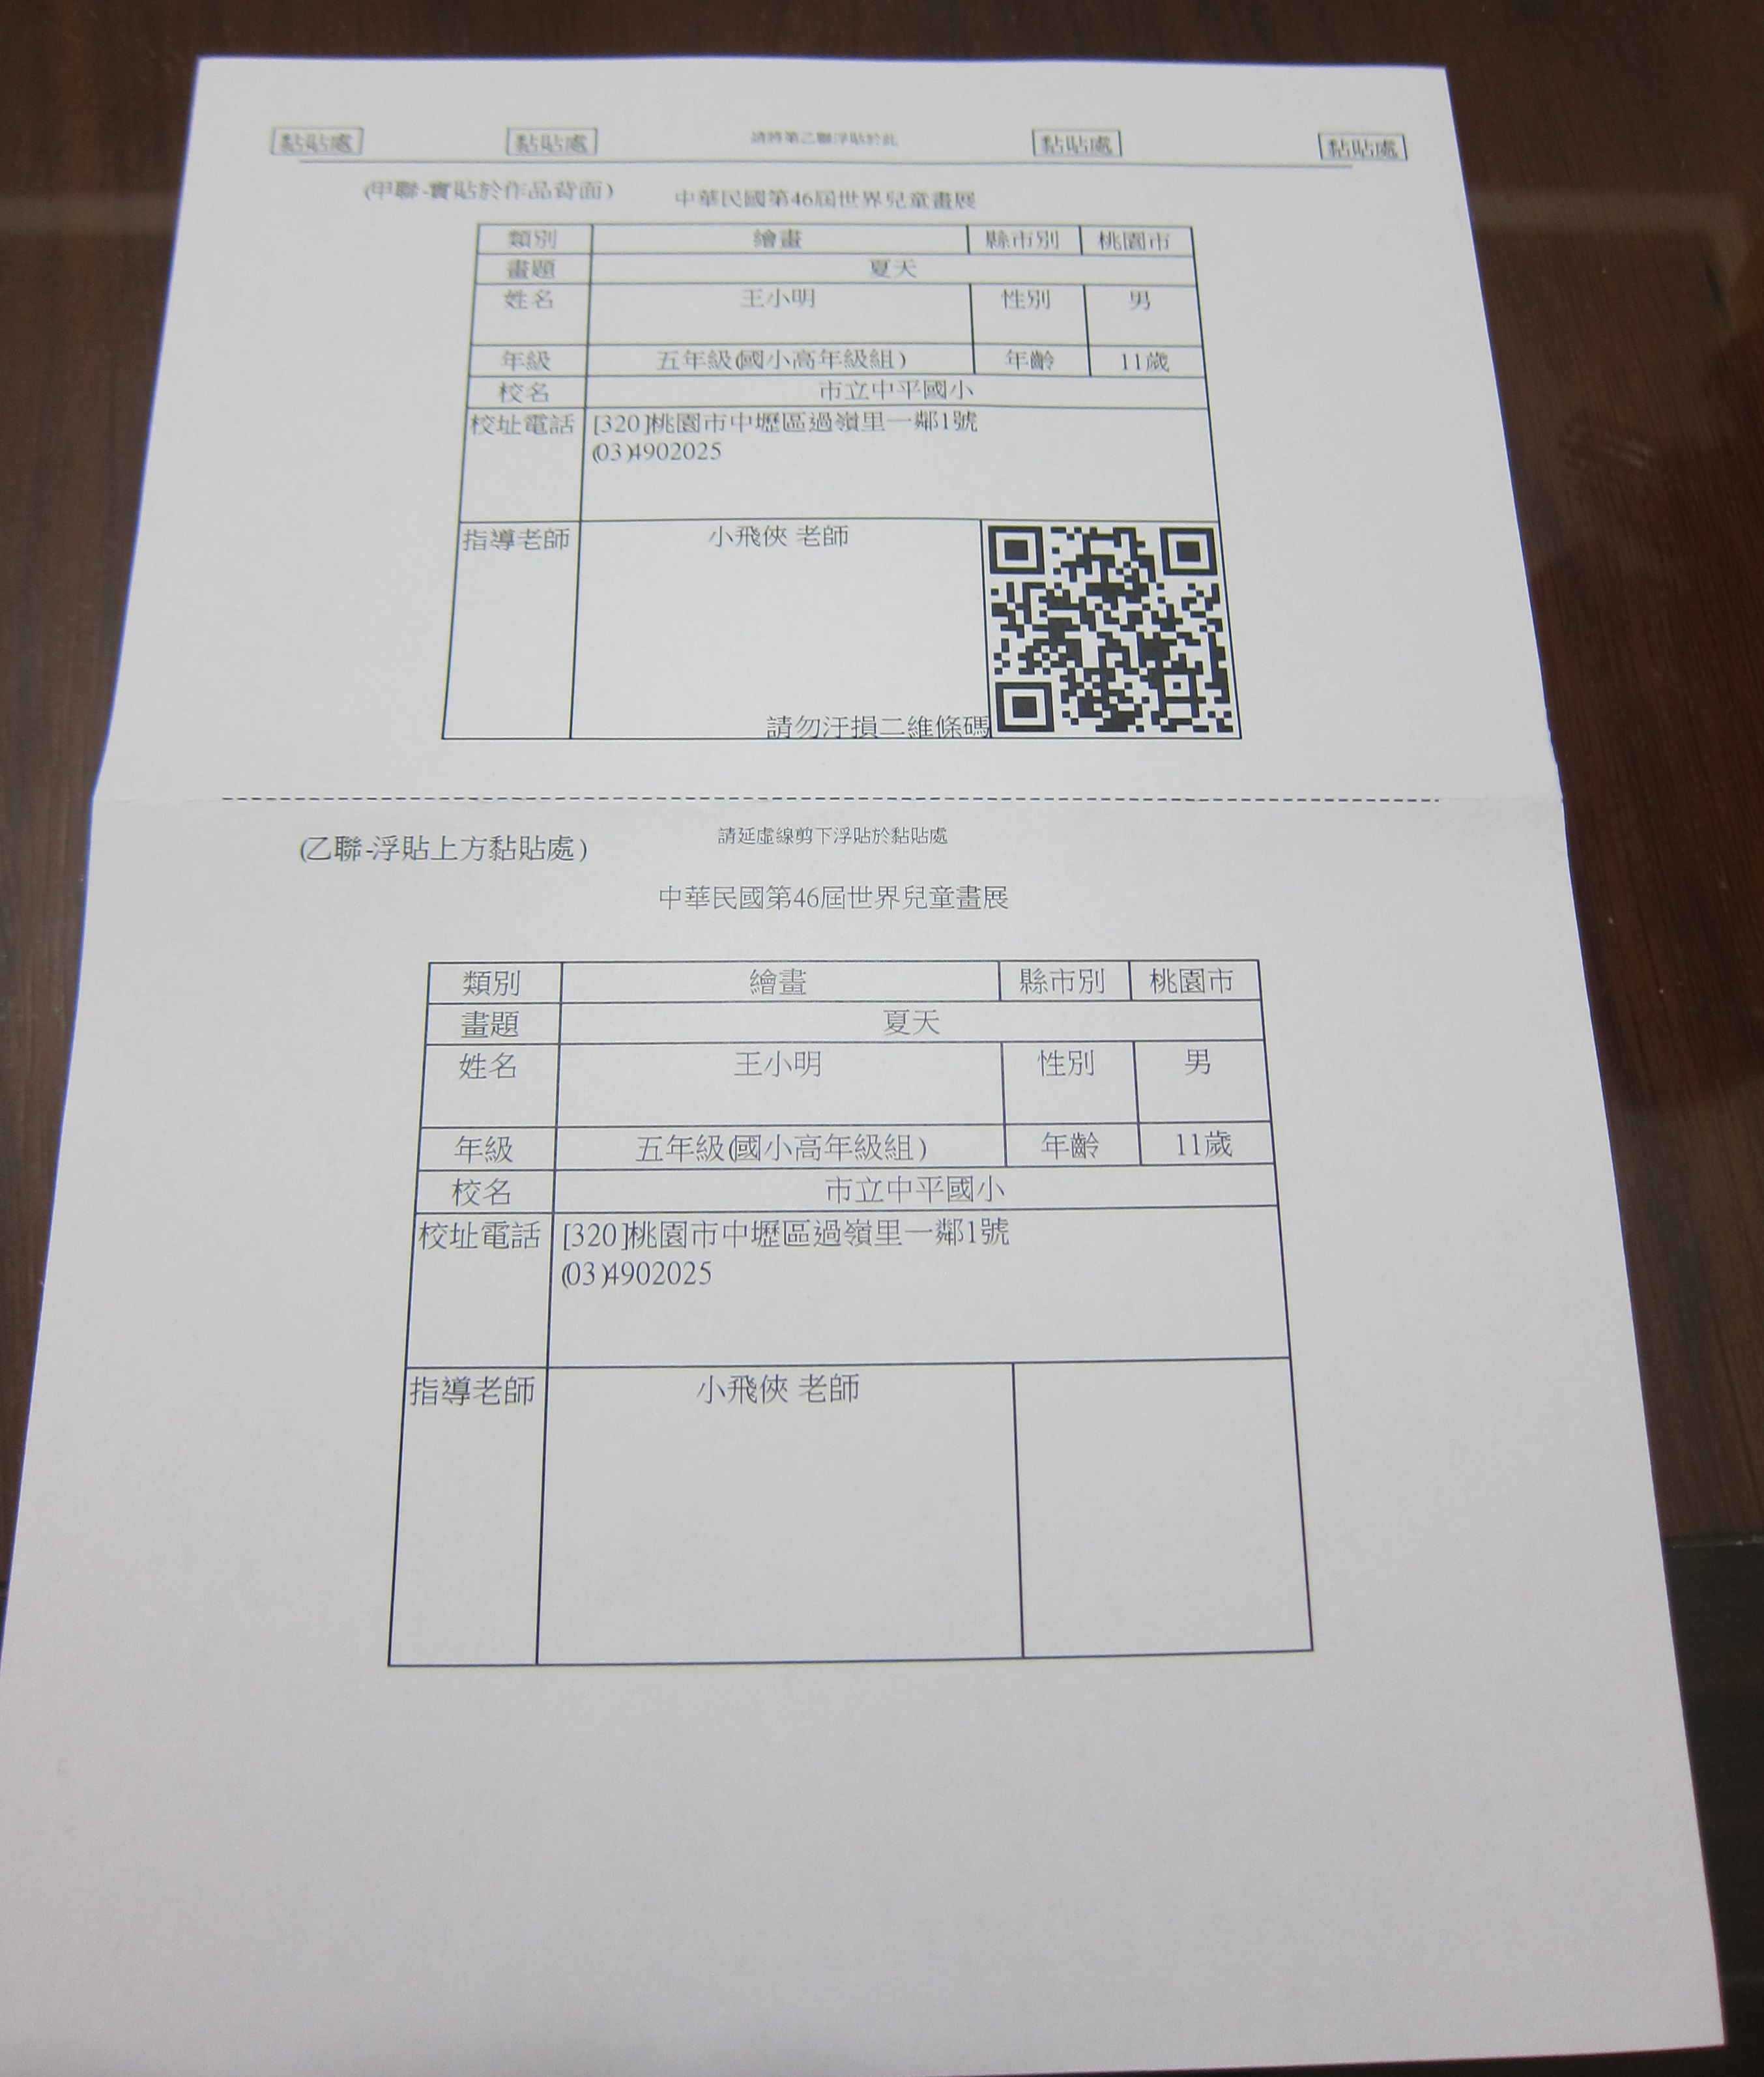 黏貼處 黏貼處 請將第乙聯浮貼於此 黏貼處 黏貼處
(甲聯-實貼於作品背面) 中華民國第46屆世界兒童畫展
類別 繪畫 縣市別 桃園市
畫題 夏天
姓名 王小明 性別 男
年級 五年級(國小高年級組) 年齡 11歲
校名 市立中平國小
校址電話 [320]桃園市中壢區過嶺里一鄰1號
(03)4902025
指導老師 小飛俠 老師
請勿汙損二維條碼
請延虛線剪下浮貼於黏貼處
(乙聯-浮貼上方黏貼處)
中華民國第46屆世界兒童畫展
類別 繪畫 縣市別 桃園市
畫題 夏天
姓名 王小明 性別 男
年級 五年級(國小高年級組) 年齡 11歲
校名 市立中平國小
校址電話 [320]桃園市中壢區過嶺里一鄰1號
(03)4902025
指導老師 小飛俠 老師